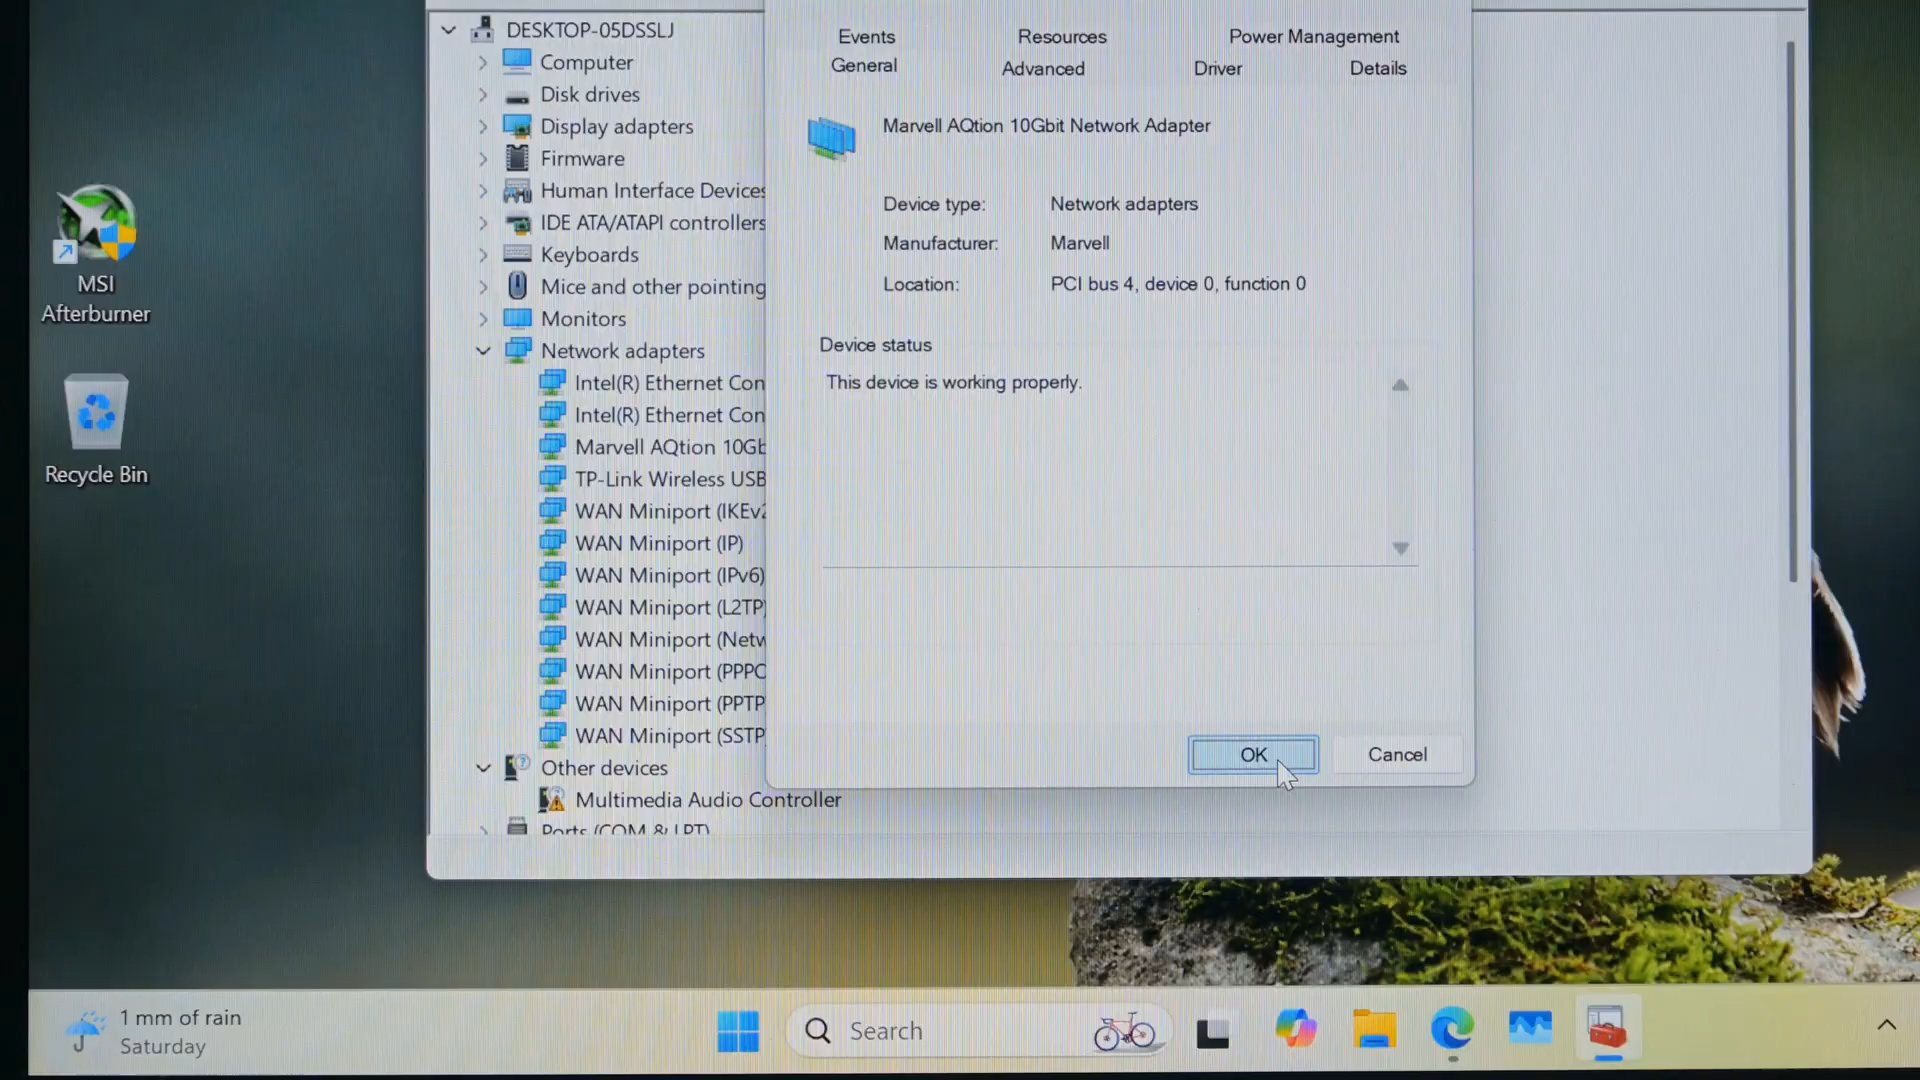 DESKTOP-05DSSLJ
Computer
Disk drives
Display adapters
Firmware
Human Interface Devices
IDE ATA/ATAPI controllers
Keyboards
Mice and other pointing
Monitors
Network adapters
Intel(R) Ethernet Con
Intel(R) Ethernet Con
Marvell AQtion 10Gb
TP-Link Wireless USB
WAN Miniport (IKEv2
WAN Miniport (IP)
WAN Miniport (IPv6)
WAN Miniport (L2TP)
WAN Miniport (Netw
WAN Miniport (PPPO
WAN Miniport (PPTP
WAN Miniport (SSTP
Other devices
Multimedia Audio Controller
Ports (COM & LPT)
Events Resources Power Management
General Advanced Driver Details
Marvell AQtion 10Gbit Network Adapter
Device type: Network adapters
Manufacturer: Marvell
Location: PCI bus 4, device 0, function 0
Device status
This device is working properly.
OK Cancel
MSI
Afterburner
Recycle Bin
1 mm of rain
Saturday
Search